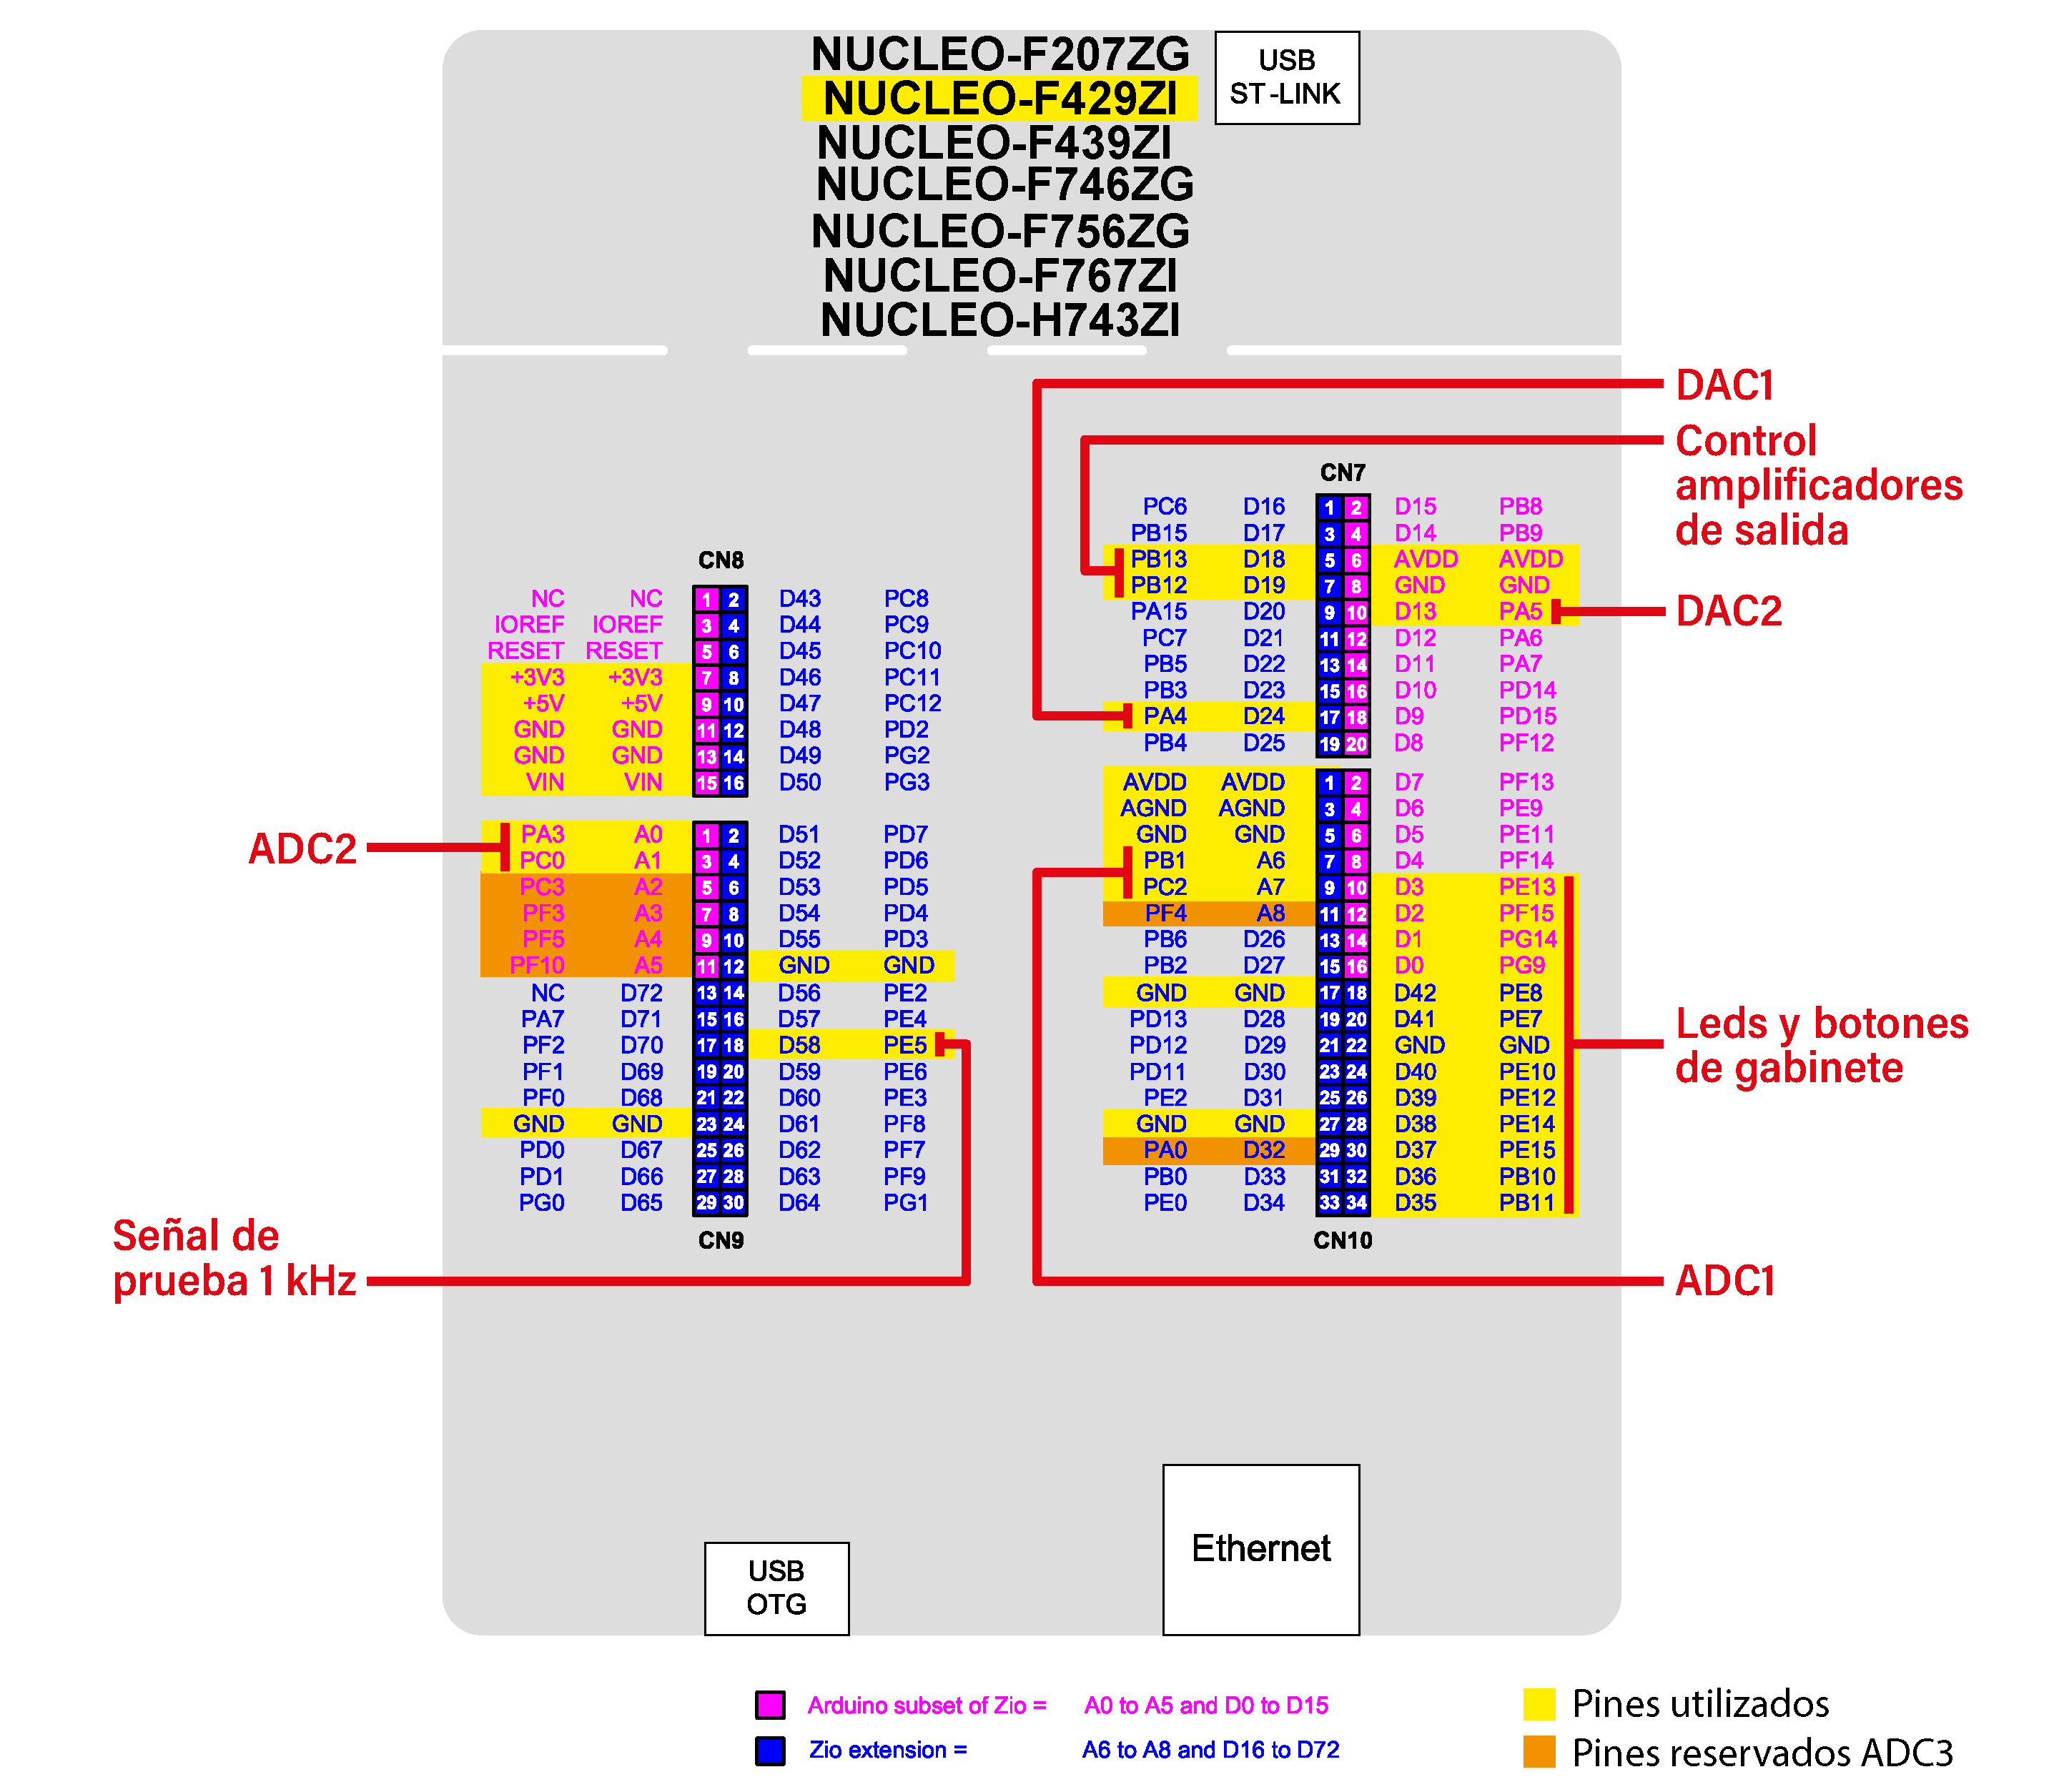 NUCLEO-F207ZG
NUCLEO-F429ZI
NUCLEO-F439ZI
NUCLEO-F746ZG
NUCLEO-F756ZG
NUCLEO-F767ZI
NUCLEO-H743ZI
USB
ST-LINK
DAC1
Control
amplificadores
de salida
DAC2
CN7
PC6 D16 1 2 D15 PB8
PB15 D17 3 4 D14 PB9
PB13 D18 5 6 AVDD AVDD
PB12 D19 7 8 GND GND
PA15 D20 9 10 D13 PA5
PC7 D21 11 12 D12 PA6
PB5 D22 13 14 D11 PA7
PB3 D23 15 16 D10 PD14
PA4 D24 17 18 D9 PD15
PB4 D25 19 20 D8 PF12
CN8
NC NC 1 2 D43 PC8
IOREF IOREF 3 4 D44 PC9
RESET RESET 5 6 D45 PC10
+3V3 +3V3 7 8 D46 PC11
+5V +5V 9 10 D47 PC12
GND GND 11 12 D48 PD2
GND GND 13 14 D49 PG2
VIN VIN 15 16 D50 PG3
ADC2
PA3 A0 1 2 D51 PD7
PC0 A1 3 4 D52 PD6
PC3 A2 5 6 D53 PD5
PF3 A3 7 8 D54 PD4
PF5 A4 9 10 D55 PD3
PF10 A5 11 12 GND GND
NC D72 13 14 D56 PE2
PA7 D71 15 16 D57 PE4
PF2 D70 17 18 D58 PE5
PF1 D69 19 20 D59 PE6
PF0 D68 21 22 D60 PE3
GND GND 23 24 D61 PF8
PD0 D67 25 26 D62 PF7
PD1 D66 27 28 D63 PF9
PG0 D65 29 30 D64 PG1
CN9
Señal de
prueba 1 kHz
AVDD AVDD 1 2 D7 PF13
AGND AGND 3 4 D6 PE9
GND GND 5 6 D5 PE11
PB1 A6 7 8 D4 PF14
PC2 A7 9 10 D3 PE13
PF4 A8 11 12 D2 PF15
PB6 D26 13 14 D1 PG14
PB2 D27 15 16 D0 PG9
GND GND 17 18 D42 PE8
PD13 D28 19 20 D41 PE7
PD12 D29 21 22 GND GND
PD11 D30 23 24 D40 PE10
PE2 D31 25 26 D39 PE12
GND GND 27 28 D38 PE14
PA0 D32 29 30 D37 PE15
PB0 D33 31 32 D36 PB10
PE0 D34 33 34 D35 PB11
CN10
Leds y botones
de gabinete
ADC1
Ethernet
USB
OTG
Arduino subset of Zio = A0 to A5 and D0 to D15
Zio extension = A6 to A8 and D16 to D72
Pines utilizados
Pines reservados ADC3